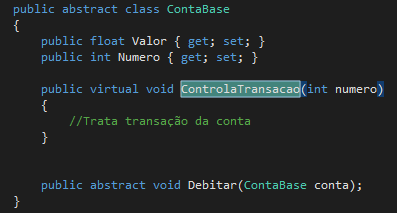 public abstract class ContaBase
{
public float Valor { get; set; }
public int Numero { get; set; }
public virtual void ControlaTransacao(int numero)
{
//Trata transação da conta
}
public abstract void Debitar(ContaBase conta);
}